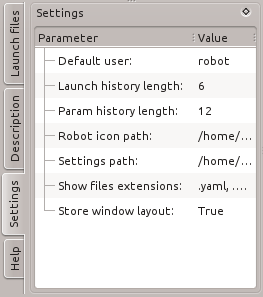 Settings
Parameter Value
Default user: robot
Launch history length: 6
Param history length: 12
Robot icon path: /home/...
Settings path: /home/...
Show files extensions: .yaml, ....
Store window layout: True
Launch files
Description
Settings
Help